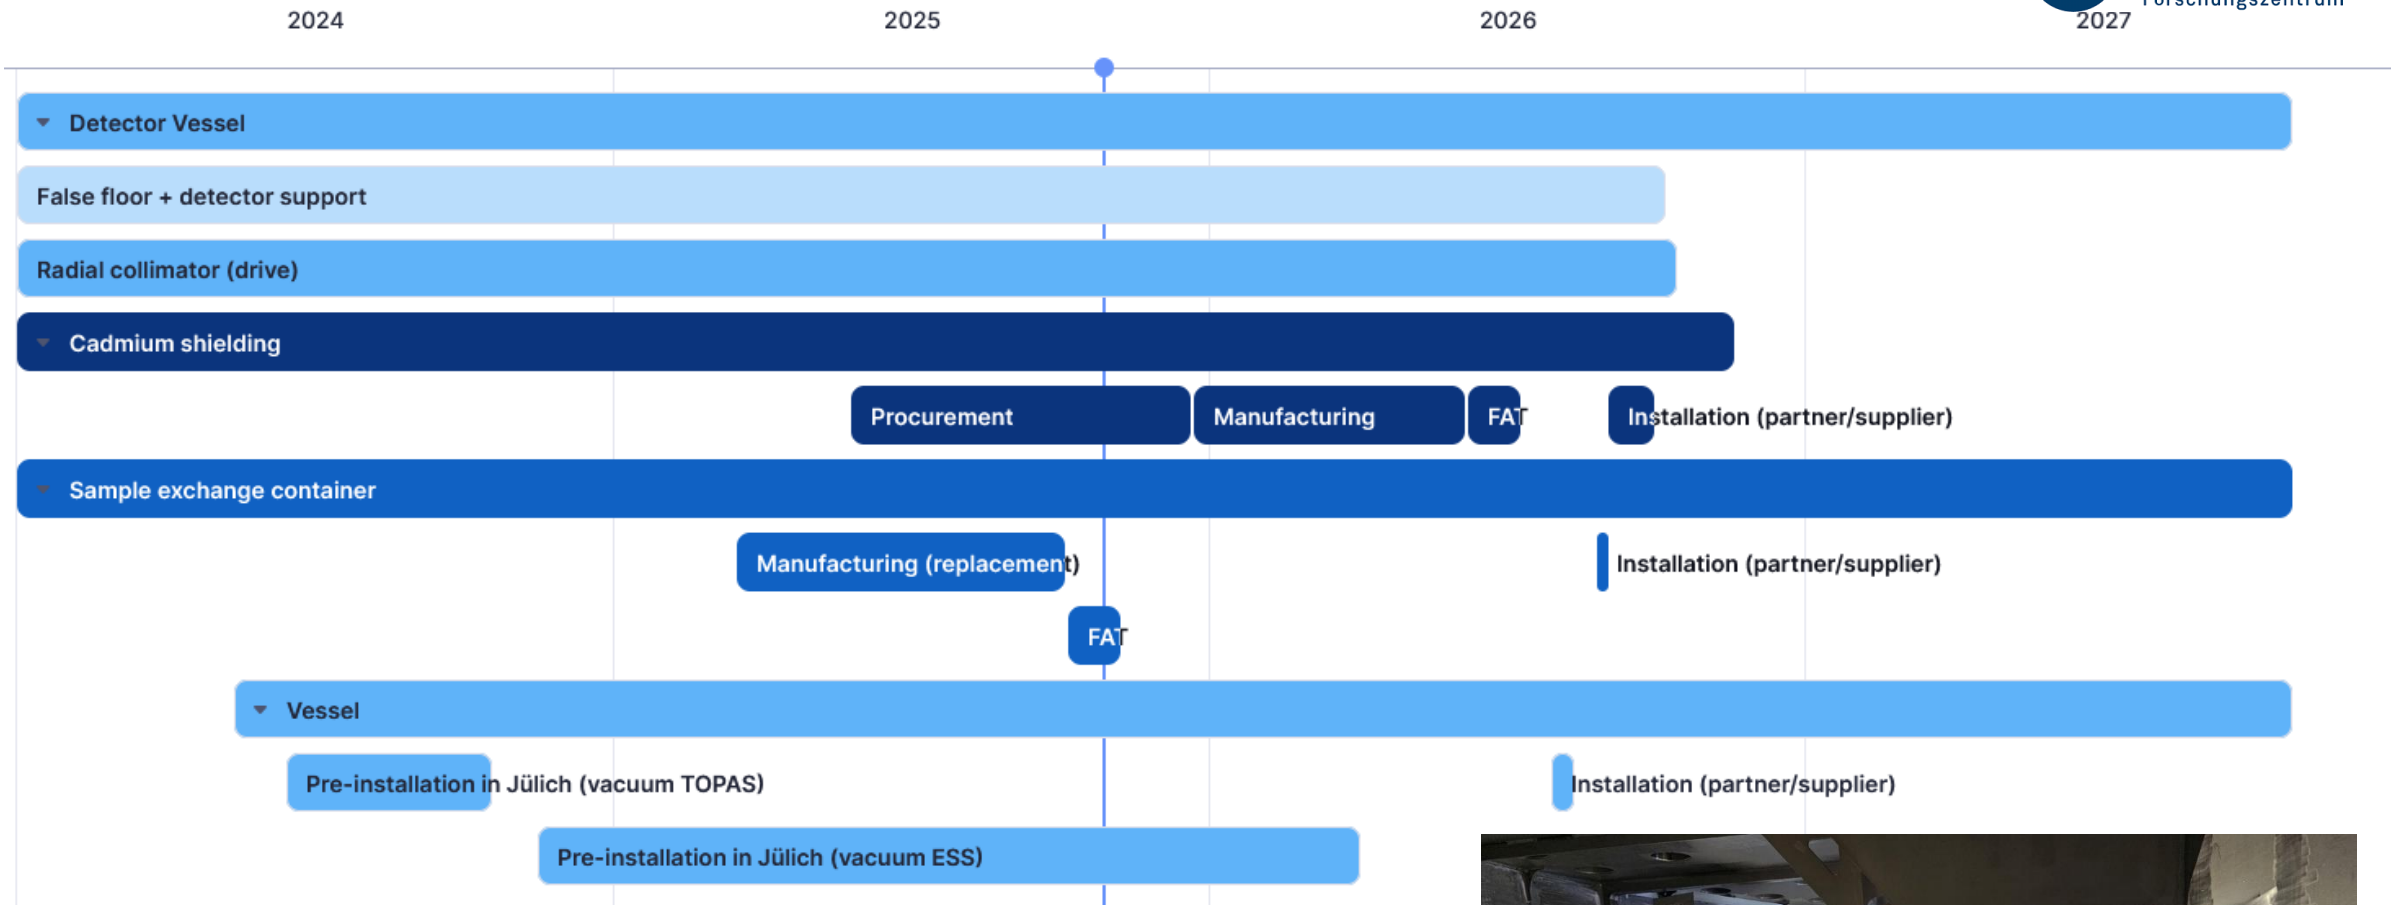 Forschungszentrum
2024 2025 2026 2027
Detector Vessel
False floor + detector support
Radial collimator (drive)
Cadmium shielding
Procurement Manufacturing FAT Installation (partner/supplier)
Sample exchange container
Manufacturing (replacement) Installation (partner/supplier)
FAT
Vessel
Pre-installation in Jülich (vacuum TOPAS) Installation (partner/supplier)
Pre-installation in Jülich (vacuum ESS)